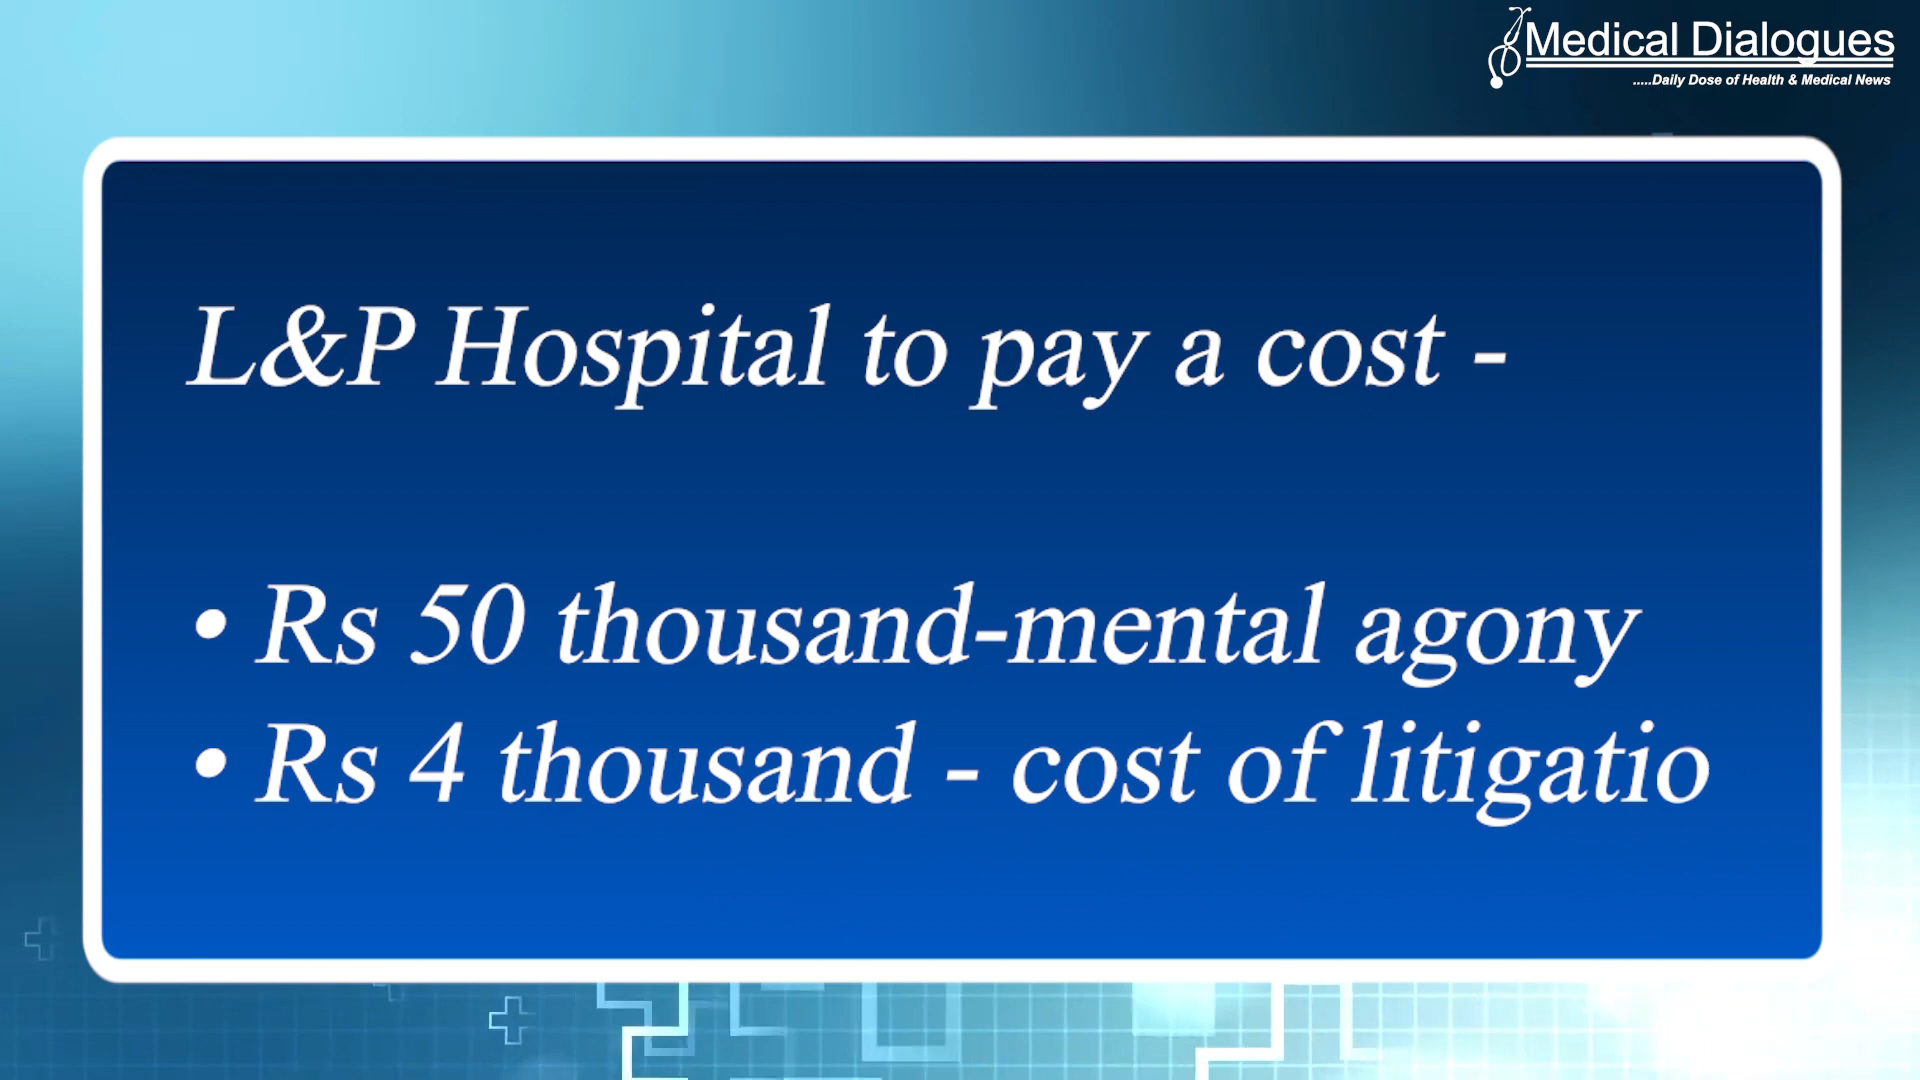 Medical Dialogues
.....Daily Dose of Health & Medical News
L&P Hospital to pay a cost -
• Rs 50 thousand-mental agony
• Rs 4 thousand - cost of litigatio